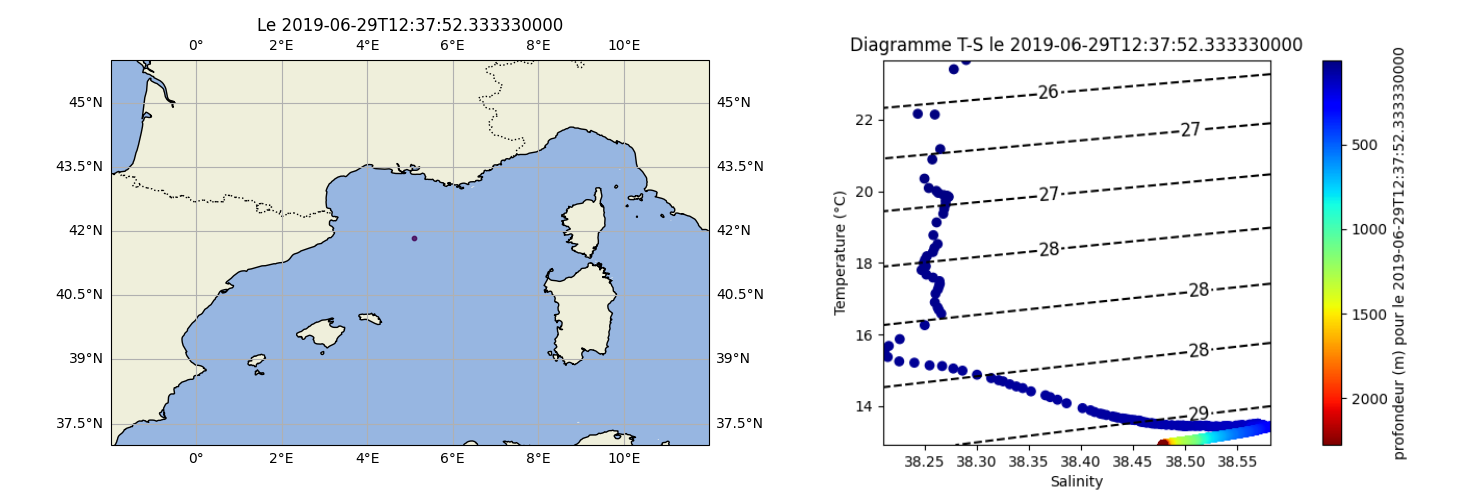 Le 2019-06-29T12:37:52.333330000
0° 2°E 4°E 6°E 8°E 10°E
45°N 45°N
43.5°N 43.5°N
42°N 42°N
40.5°N 40.5°N
39°N 39°N
37.5°N 37.5°N
0° 2°E 4°E 6°E 8°E 10°E
Diagramme T-S le 2019-06-29T12:37:52.333330000
Temperature (°C)
22
20
18
16
14
26
27
27
28
28
28
29
38.25 38.30 38.35 38.40 38.45 38.50 38.55
Salinity
500
1000
1500
2000
profondeur (m) pour le 2019-06-29T12:37:52.333330000